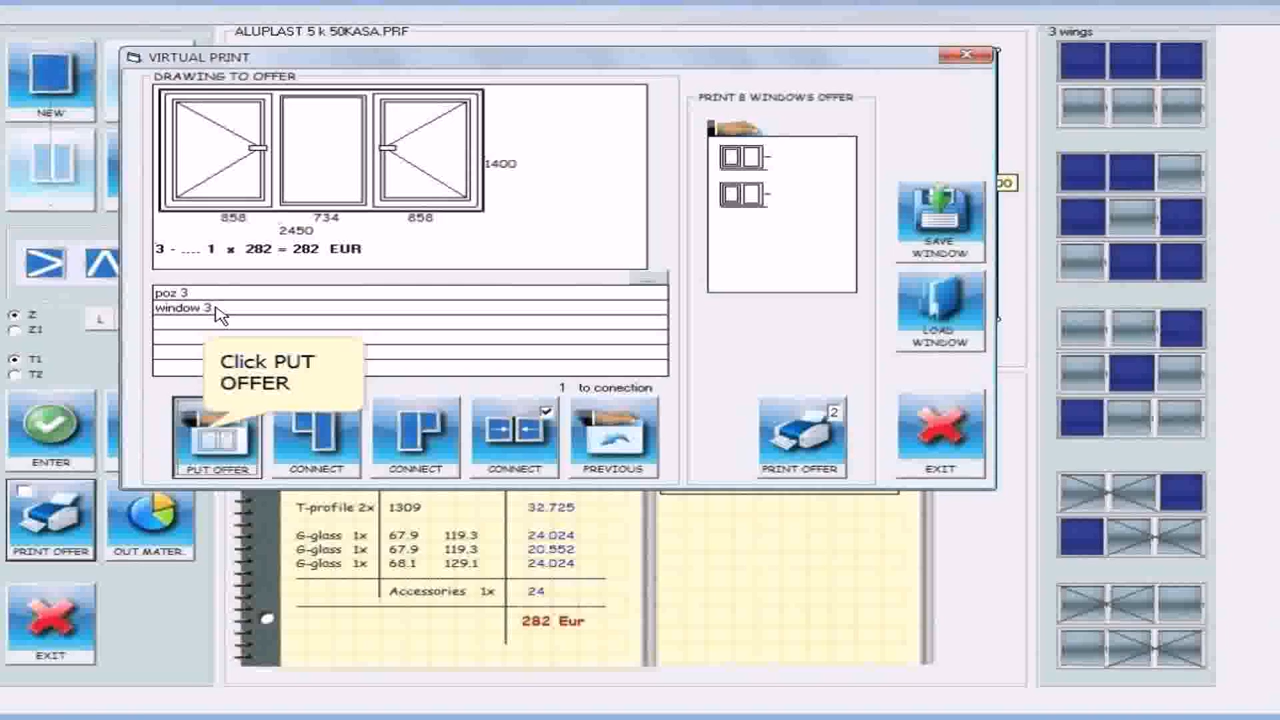 ALUPLAST 5 k 50KASA.PRF
3 wings
VIRTUAL PRINT
DRAWING TO OFFER
PRINT 8 WINDOWS OFFER
NEW
1400
858
734
858
2450
3 - .... 1 x 282 = 282 EUR
SAVE
WINDOW
LOAD
WINDOW
poz 3
window 3
Z
Z1
L
T1
T2
Click PUT
OFFER
1 to conection
2
PUT OFFER
CONNECT
CONNECT
CONNECT
PREVIOUS
PRINT OFFER
EXIT
ENTER
PRINT OFFER
OUT MATER.
EXIT
T-profile 2x 1309 32.725
G-glass 1x 67.9 119.3 24.024
G-glass 1x 67.9 119.3 20.552
G-glass 1x 68.1 129.1 24.024
Accessories 1x 24
282 Eur